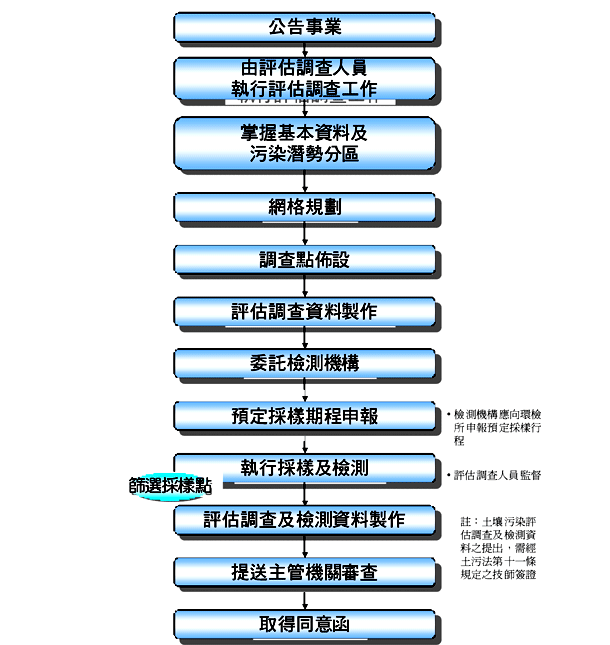 公告事業
由評估調查人員
執行評估調查工作
掌握基本資料及
污染潛勢分區
網格規劃
調查點佈設
評估調查資料製作
委託檢測機構
預定採樣期程申報
•檢測機構應向環檢
所申報預定採樣行
程
執行採樣及檢測
•評估調查人員監督
篩選採樣點
評估調查及檢測資料製作
註：土壤污染評
估調查及檢測資
料之提出，需經
土污法第十一條
規定之技師簽證
提送主管機關審查
取得同意函